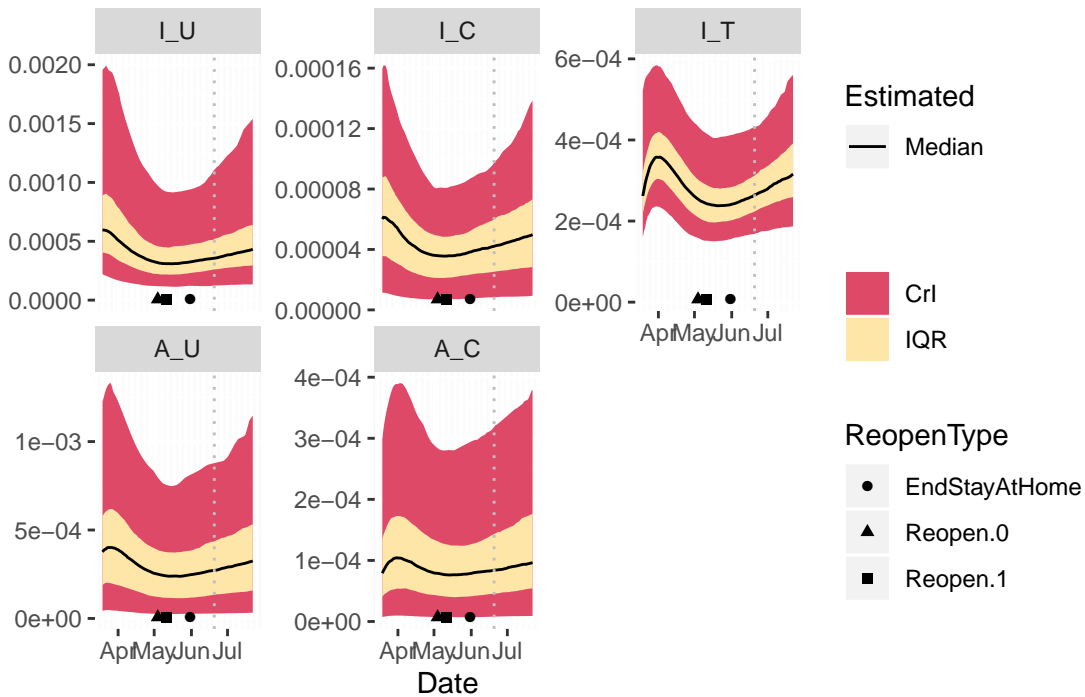 I_U
I_C
I_T
0.0020
0.0015
0.0010
0.0005
0.0000
0.00016
0.00012
0.00008
0.00004
0.00000
6e−04
4e−04
2e−04
0e+00
Apr May Jun Jul
A_U
A_C
1e−03
5e−04
0e+00
4e−04
3e−04
2e−04
1e−04
0e+00
Apr May Jun Jul
Apr May Jun Jul
Date
Estimated
Median
CrI
IQR
ReopenType
EndStayAtHome
Reopen.0
Reopen.1